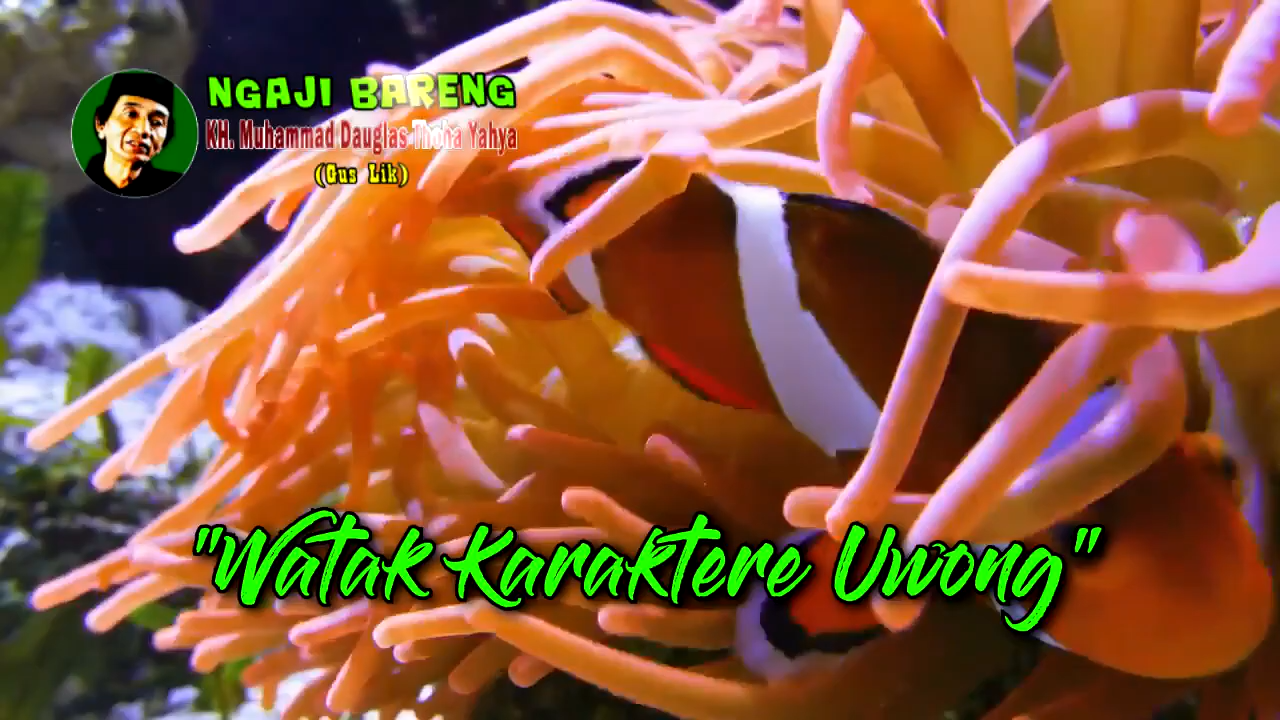 NGAJI BARENG
KH. Muhammad Dauglas Thoha Yahya
(Gus Lik)
"Watak Karaktere Uwong"